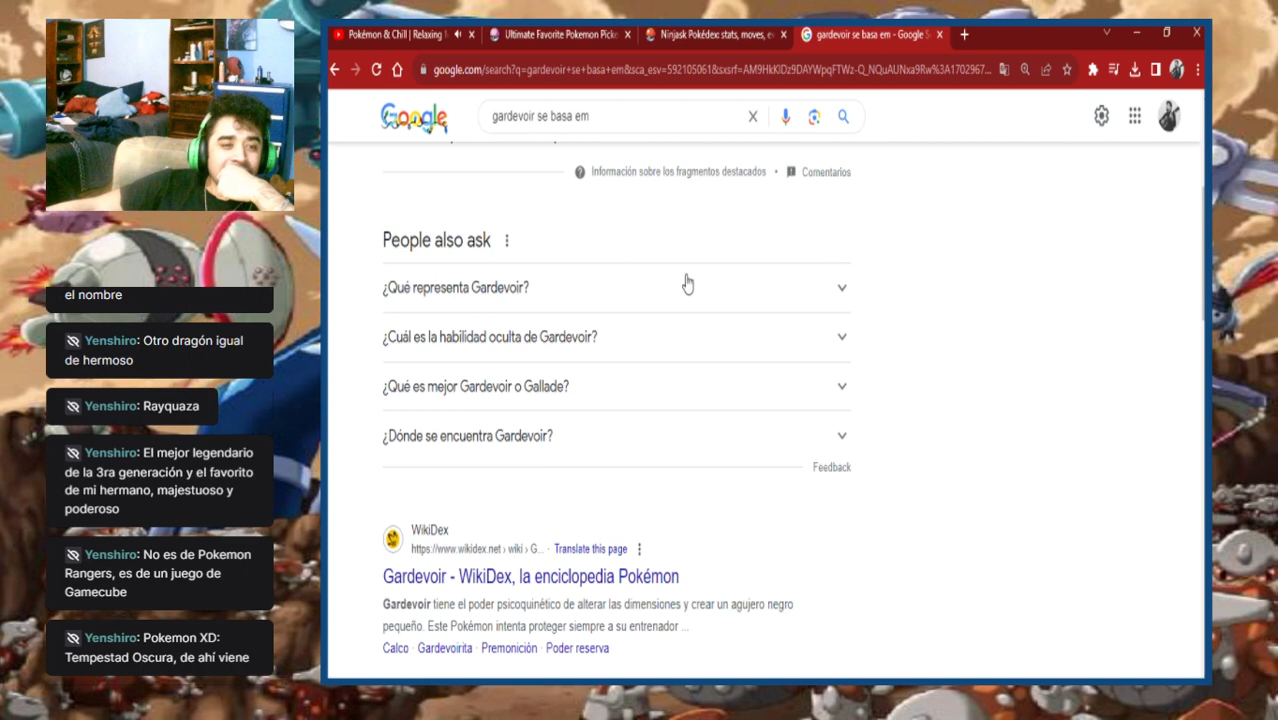 Pokémon & Chill | Relaxing
Ultimate Favorite Pokemon Picke
Ninjask Pokédex: stats, moves, ev
gardevoir se basa em - Google S
google.com/search?q=gardevoir+se+basa+em&sca_esv=592105061&sxsrf=AM9HkKlDz9DAYWpqFTWz-Q_NQuAUNxa9Rw%3A1702967...
Google
gardevoir se basa em
Información sobre los fragmentos destacados
Comentarios
People also ask
¿Qué representa Gardevoir?
¿Cuál es la habilidad oculta de Gardevoir?
¿Qué es mejor Gardevoir o Gallade?
¿Dónde se encuentra Gardevoir?
Feedback
WikiDex
https://www.wikidex.net › wiki › G... · Translate this page
Gardevoir - WikiDex, la enciclopedia Pokémon
Gardevoir tiene el poder psicoquinético de alterar las dimensiones y crear un agujero negro
pequeño. Este Pokémon intenta proteger siempre a su entrenador ...
Calco · Gardevoirita · Premonición · Poder reserva
el nombre
Yenshiro: Otro dragón igual
de hermoso
Yenshiro: Rayquaza
Yenshiro: El mejor legendario
de la 3ra generación y el favorito
de mi hermano, majestuoso y
poderoso
Yenshiro: No es de Pokemon
Rangers, es de un juego de
Gamecube
Yenshiro: Pokemon XD:
Tempestad Oscura, de ahí viene